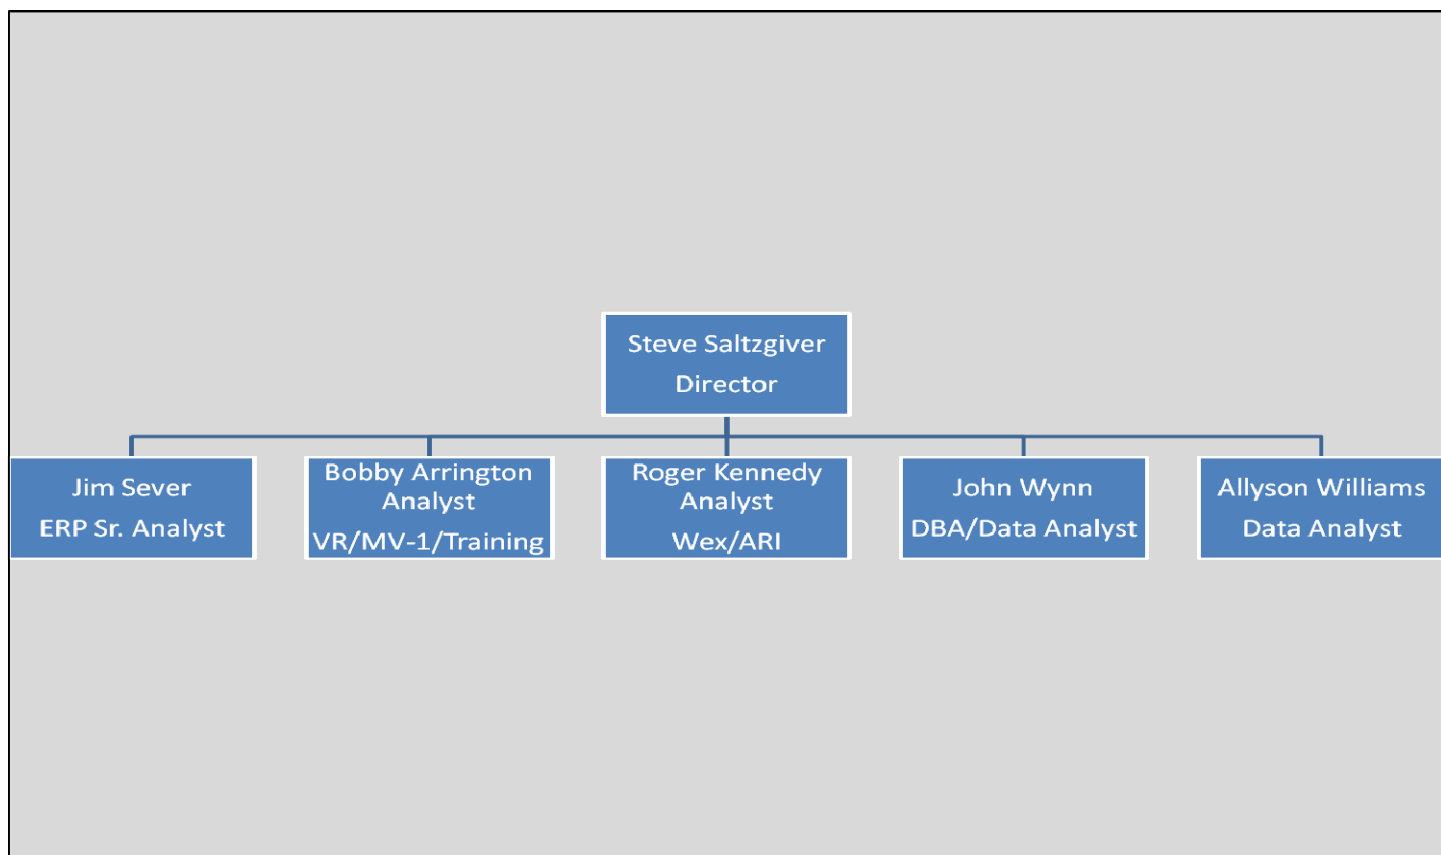 Steve Saltzgiver
Director
Jim Sever
ERP Sr. Analyst
Bobby Arrington
Analyst
VR/MV-1/Training
Roger Kennedy
Analyst
Wex/ARI
John Wynn
DBA/Data Analyst
Allyson Williams
Data Analyst